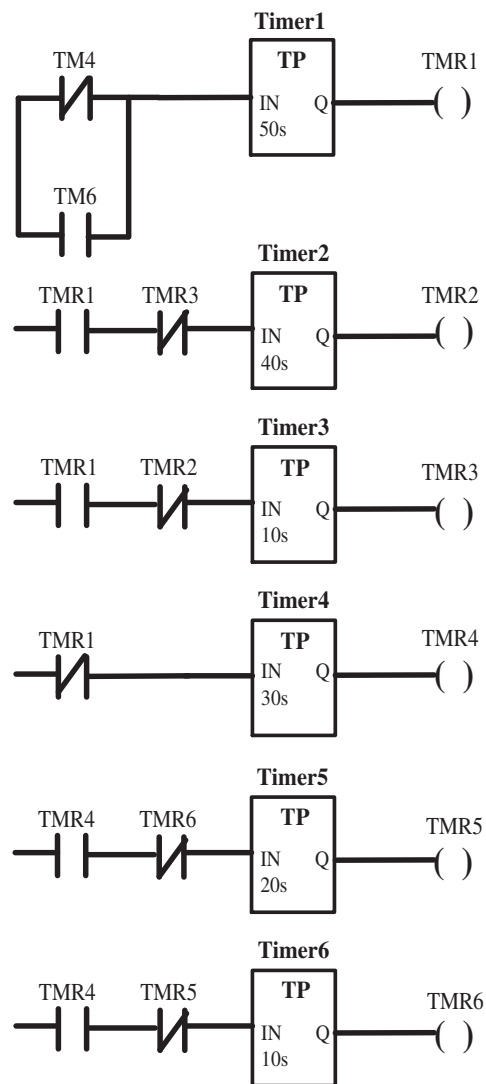 Timer1
TM4 TP TMR1
IN Q
50s
TM6
Timer2
TMR1 TMR3 TP TMR2
IN Q
40s
Timer3
TMR1 TMR2 TP TMR3
IN Q
10s
Timer4
TMR1 TP TMR4
IN Q
30s
Timer5
TMR4 TMR6 TP TMR5
IN Q
20s
Timer6
TMR4 TMR5 TP TMR6
IN Q
10s